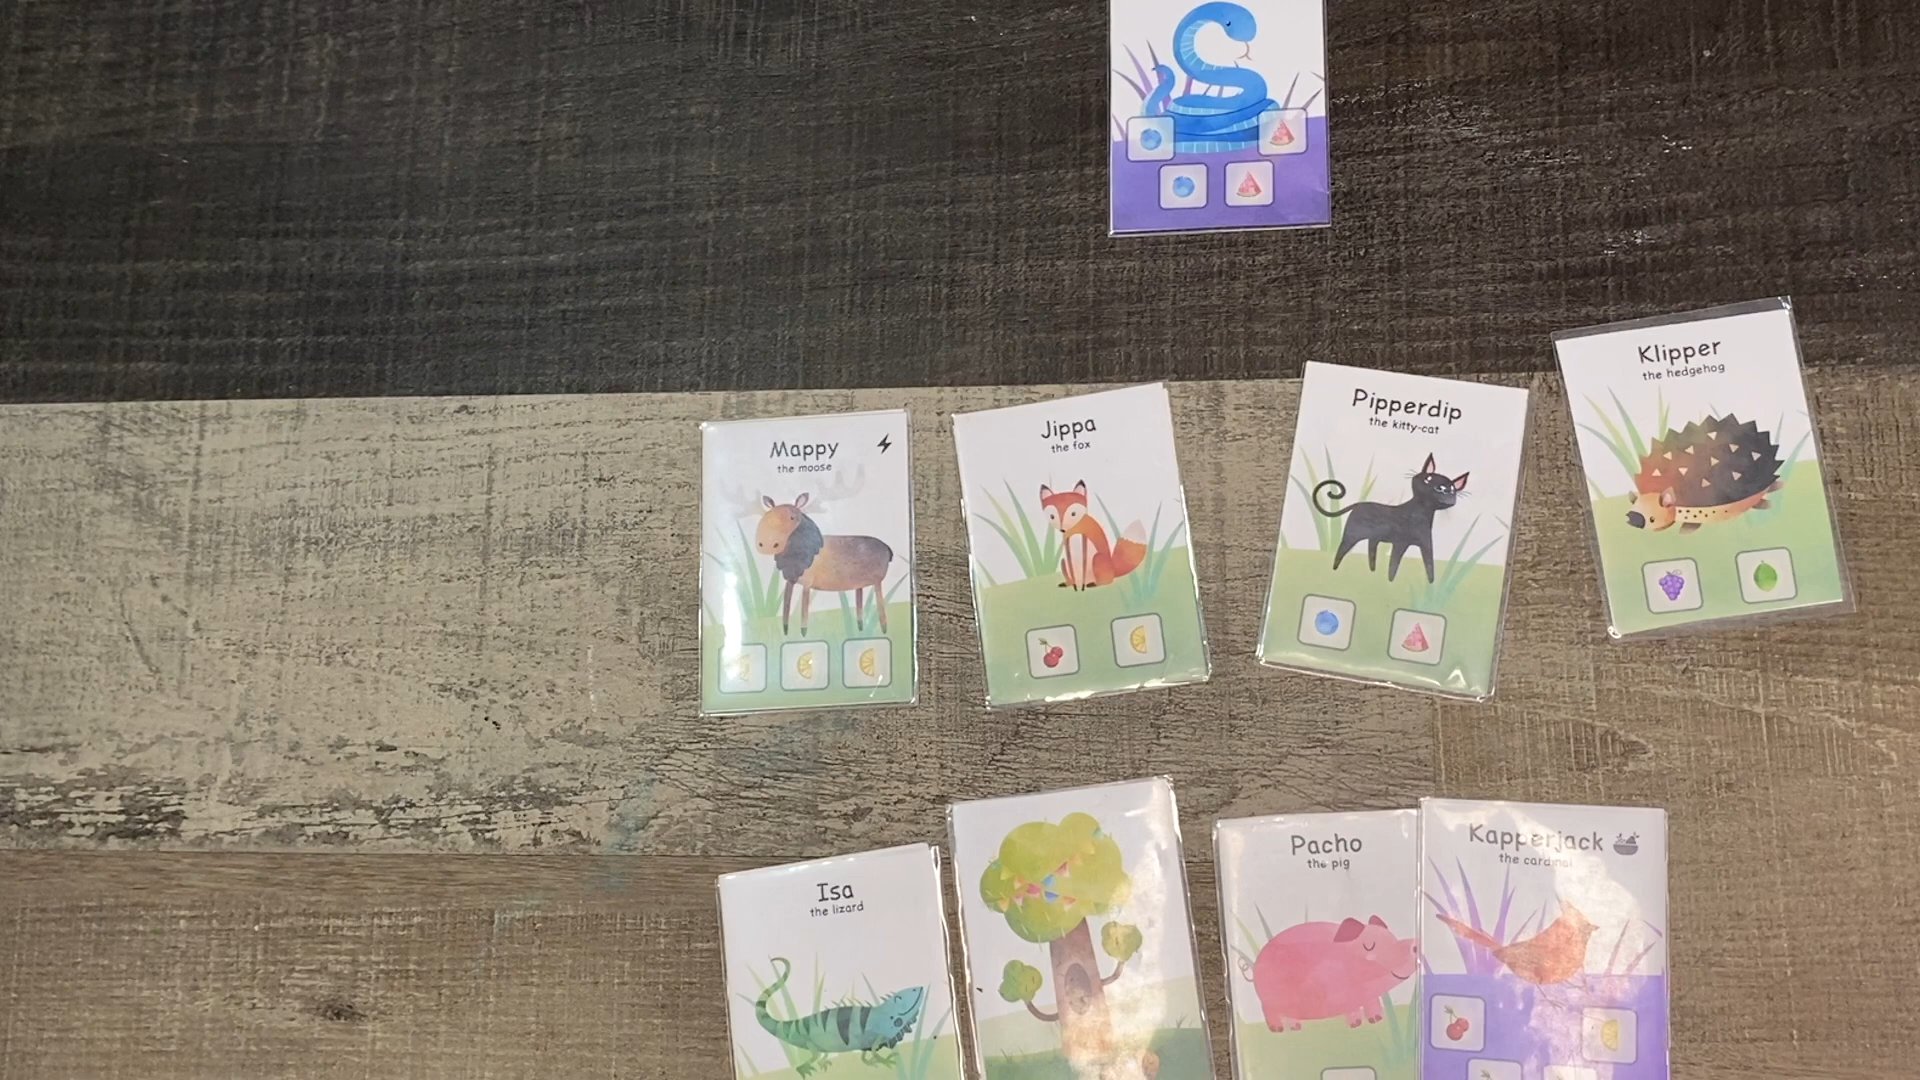 Mappy
the moose
Jippa
the fox
Pipperdip
the kitty-cat
Klipper
the hedgehog
Isa
the lizard
Pacho
the pig
Kapperjack
the cardinal